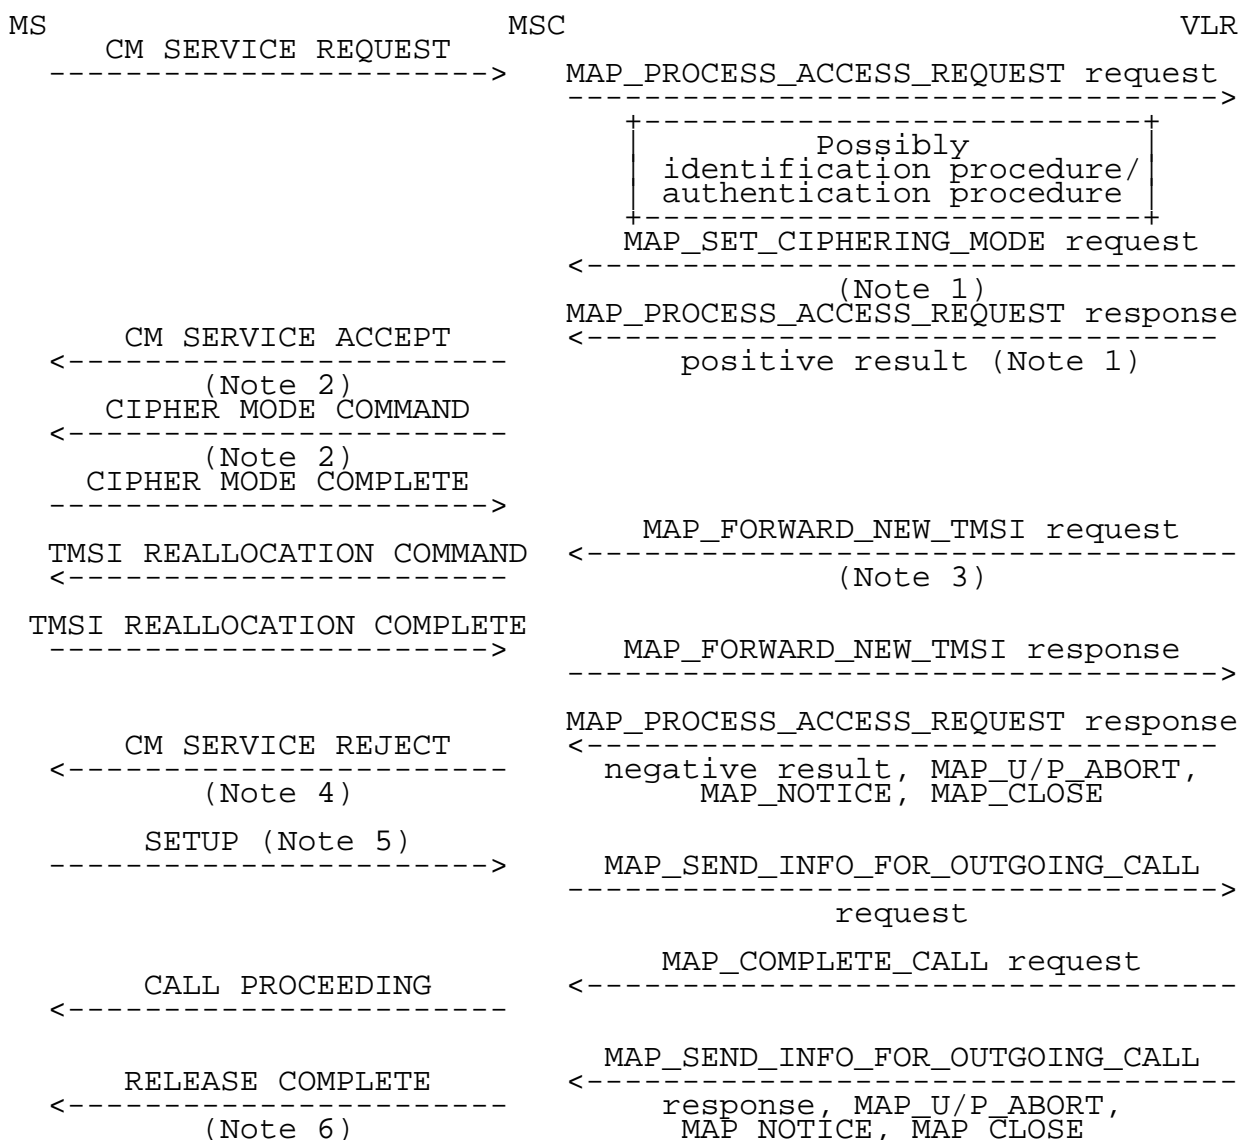 MS MSC VLR
CM SERVICE REQUEST
-----------------------> MAP_PROCESS_ACCESS_REQUEST request
---------------------------------->
+--------------------------+
| Possibly |
| identification procedure/|
| authentication procedure |
+--------------------------+
MAP_SET_CIPHERING_MODE request
<----------------------------------
(Note 1)
MAP_PROCESS_ACCESS_REQUEST response
CM SERVICE ACCEPT <---------------------------------
<----------------------- positive result (Note 1)
(Note 2)
CIPHER MODE COMMAND
<-----------------------
(Note 2)
CIPHER MODE COMPLETE
----------------------->
MAP_FORWARD_NEW_TMSI request
TMSI REALLOCATION COMMAND <----------------------------------
<----------------------- (Note 3)
TMSI REALLOCATION COMPLETE
-----------------------> MAP_FORWARD_NEW_TMSI response
---------------------------------->
MAP_PROCESS_ACCESS_REQUEST response
CM SERVICE REJECT <---------------------------------
<----------------------- negative result, MAP_U/P_ABORT,
(Note 4) MAP_NOTICE, MAP_CLOSE
SETUP (Note 5)
-----------------------> MAP_SEND_INFO_FOR_OUTGOING_CALL
---------------------------------->
request
MAP_COMPLETE_CALL request
CALL PROCEEDING <----------------------------------
<-----------------------
MAP_SEND_INFO_FOR_OUTGOING_CALL
RELEASE COMPLETE <----------------------------------
<----------------------- response, MAP_U/P_ABORT,
(Note 6) MAP_NOTICE, MAP_CLOSE